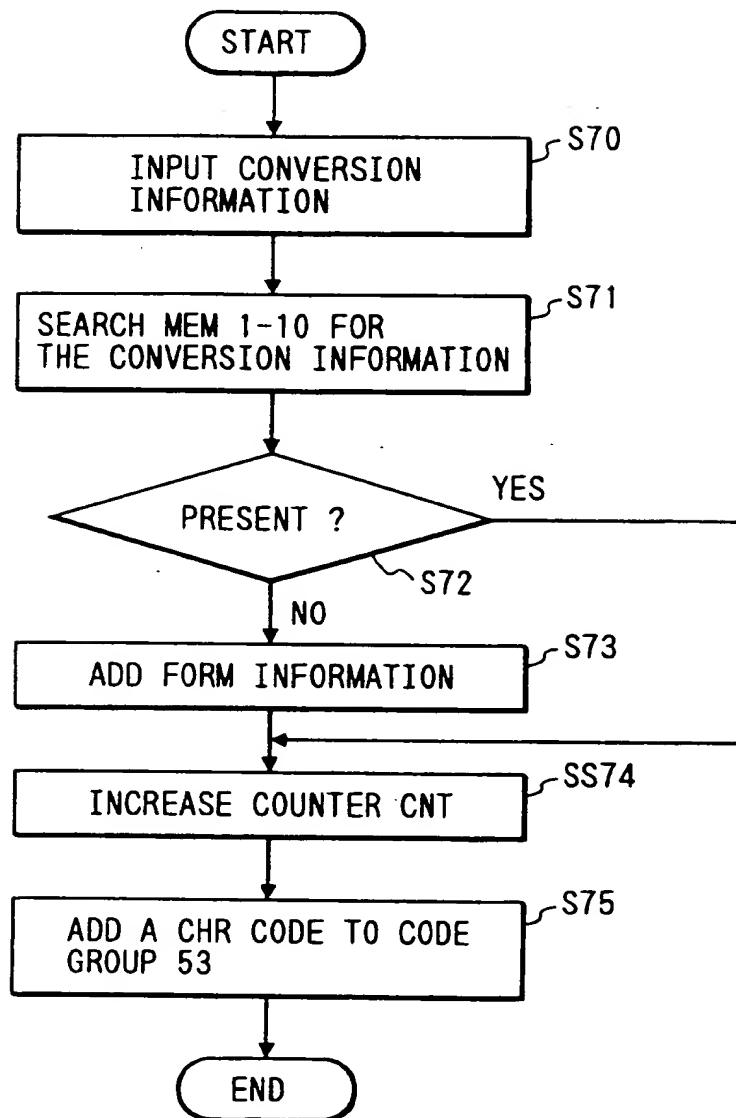 START
S70
INPUT CONVERSION
INFORMATION
S71
SEARCH MEM 1-10 FOR
THE CONVERSION INFORMATION
YES
PRESENT ?
S72
NO
S73
ADD FORM INFORMATION
SS74
INCREASE COUNTER CNT
S75
ADD A CHR CODE TO CODE
GROUP 53
END